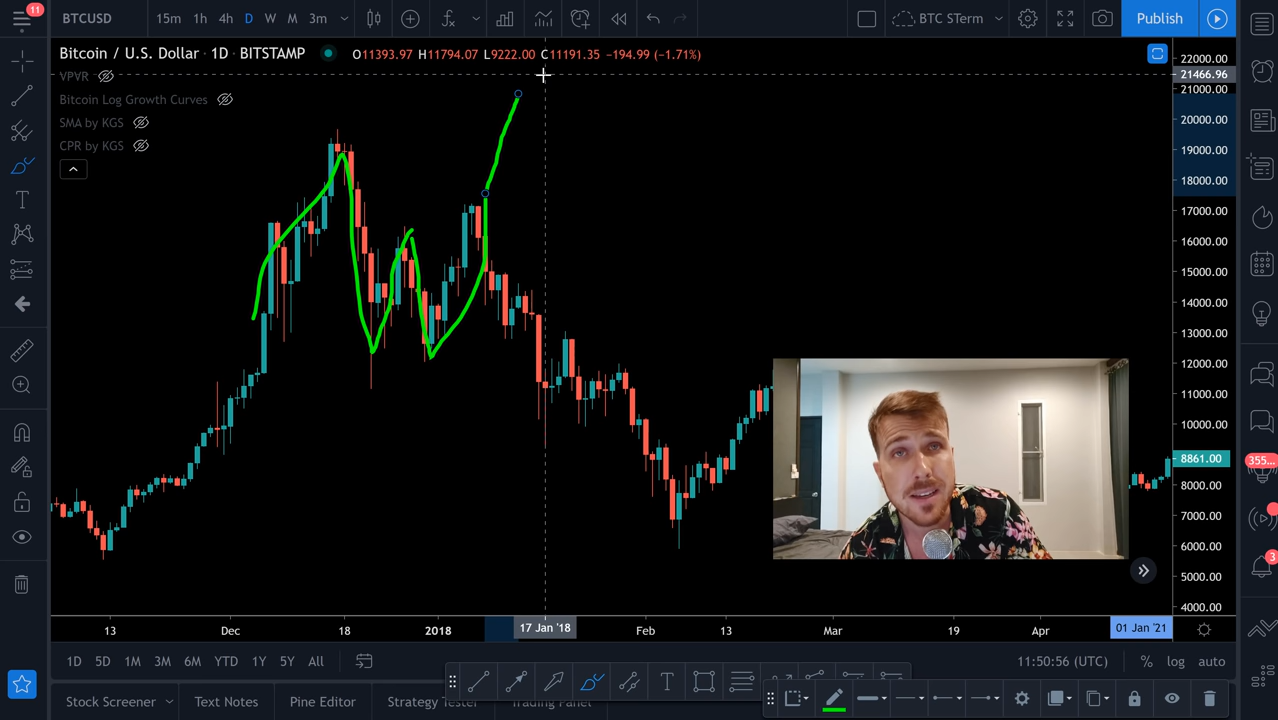 11
BTCUSD 15m 1h 4h D W M 3m BTC STerm Publish
Bitcoin / U.S. Dollar · 1D · BITSTAMP O11393.97 H11794.07 L9222.00 C11191.35 −194.99 (−1.71%)
VPVR
Bitcoin Log Growth Curves
SMA by KGS
CPR by KGS
22000.00
21466.96
21000.00
20000.00
19000.00
18000.00
17000.00
16000.00
15000.00
14000.00
13000.00
12000.00
11000.00
10000.00
8861.00
8000.00
7000.00
6000.00
5000.00
4000.00
355...
3
13 Dec 18 2018 17 Jan '18 Feb 13 Mar 19 Apr 01 Jan '21
1D 5D 1M 3M 6M YTD 1Y 5Y All 11:50:56 (UTC) % log auto
Stock Screener Text Notes Pine Editor Strategy Tester Trading Panel